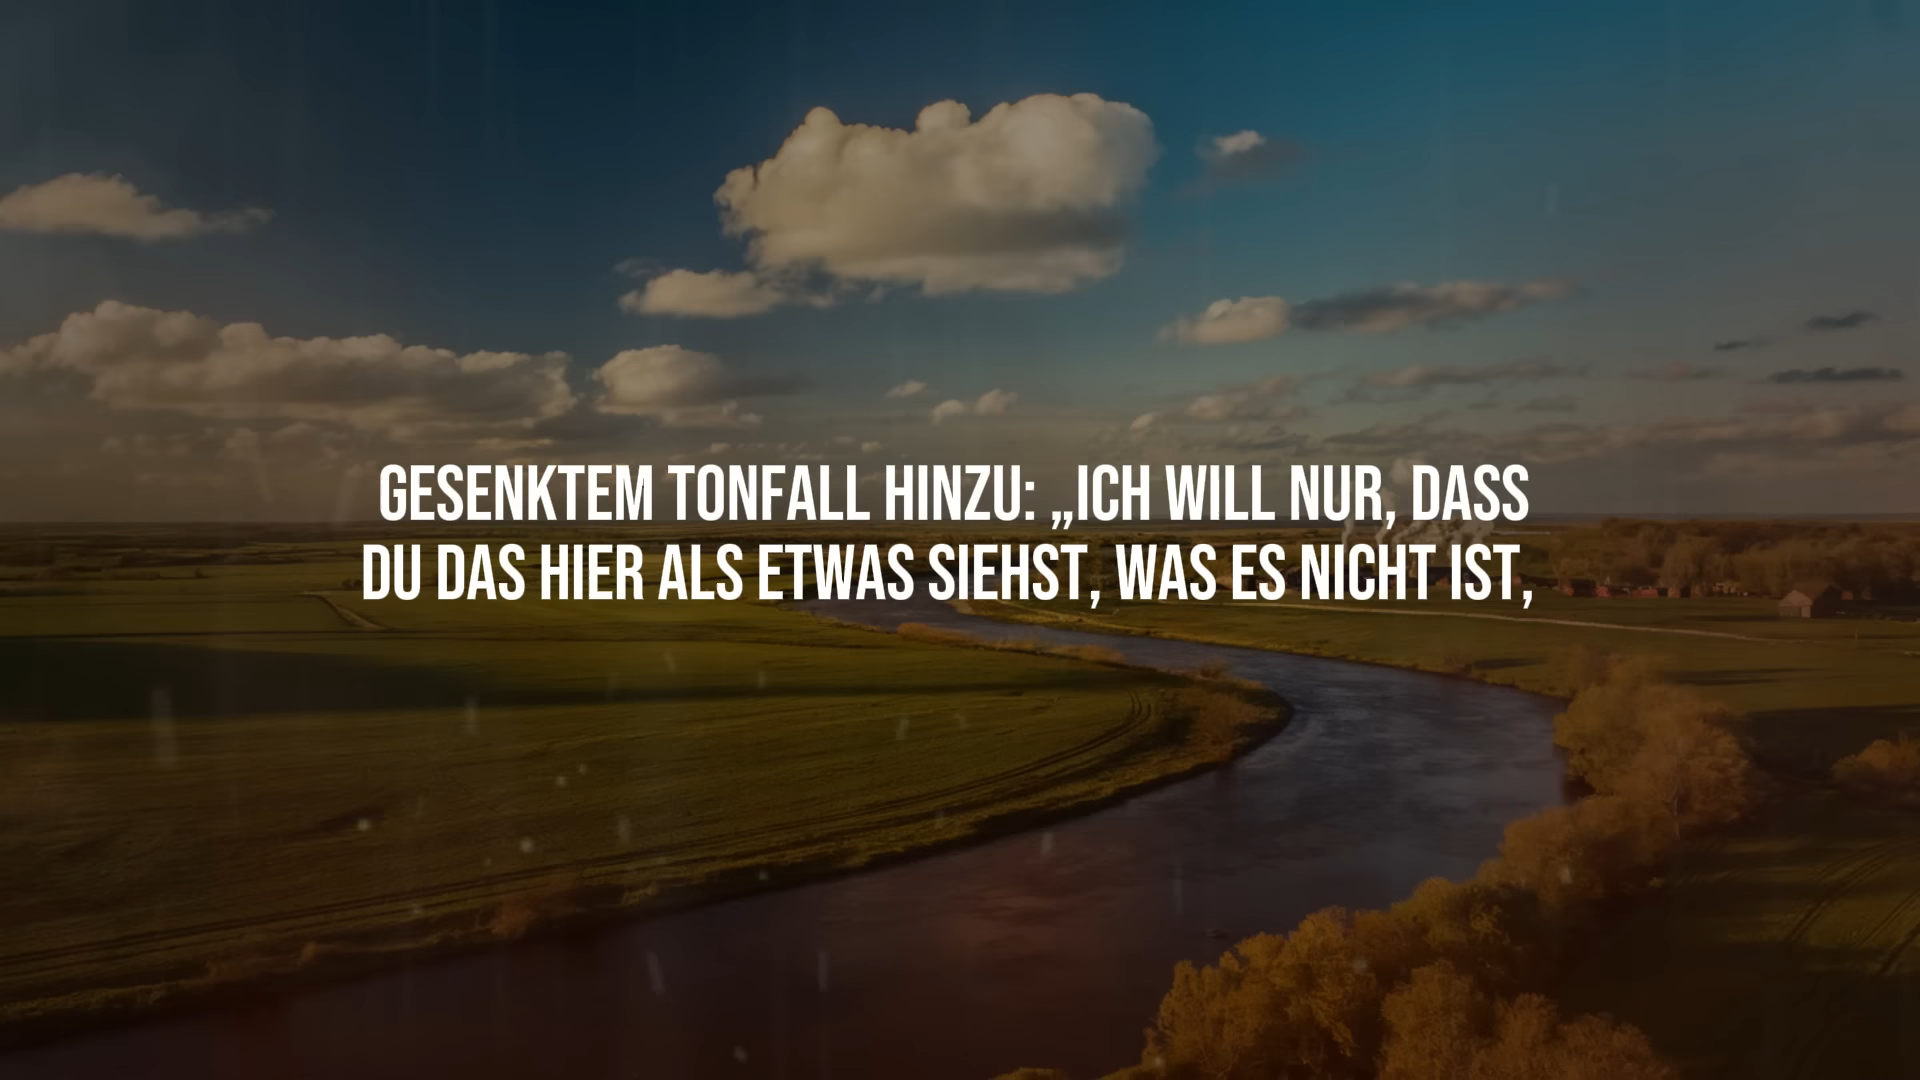 GESENKTEM TONFALL HINZU: „ICH WILL NUR, DASS
DU DAS HIER ALS ETWAS SIEHST, WAS ES NICHT IST,